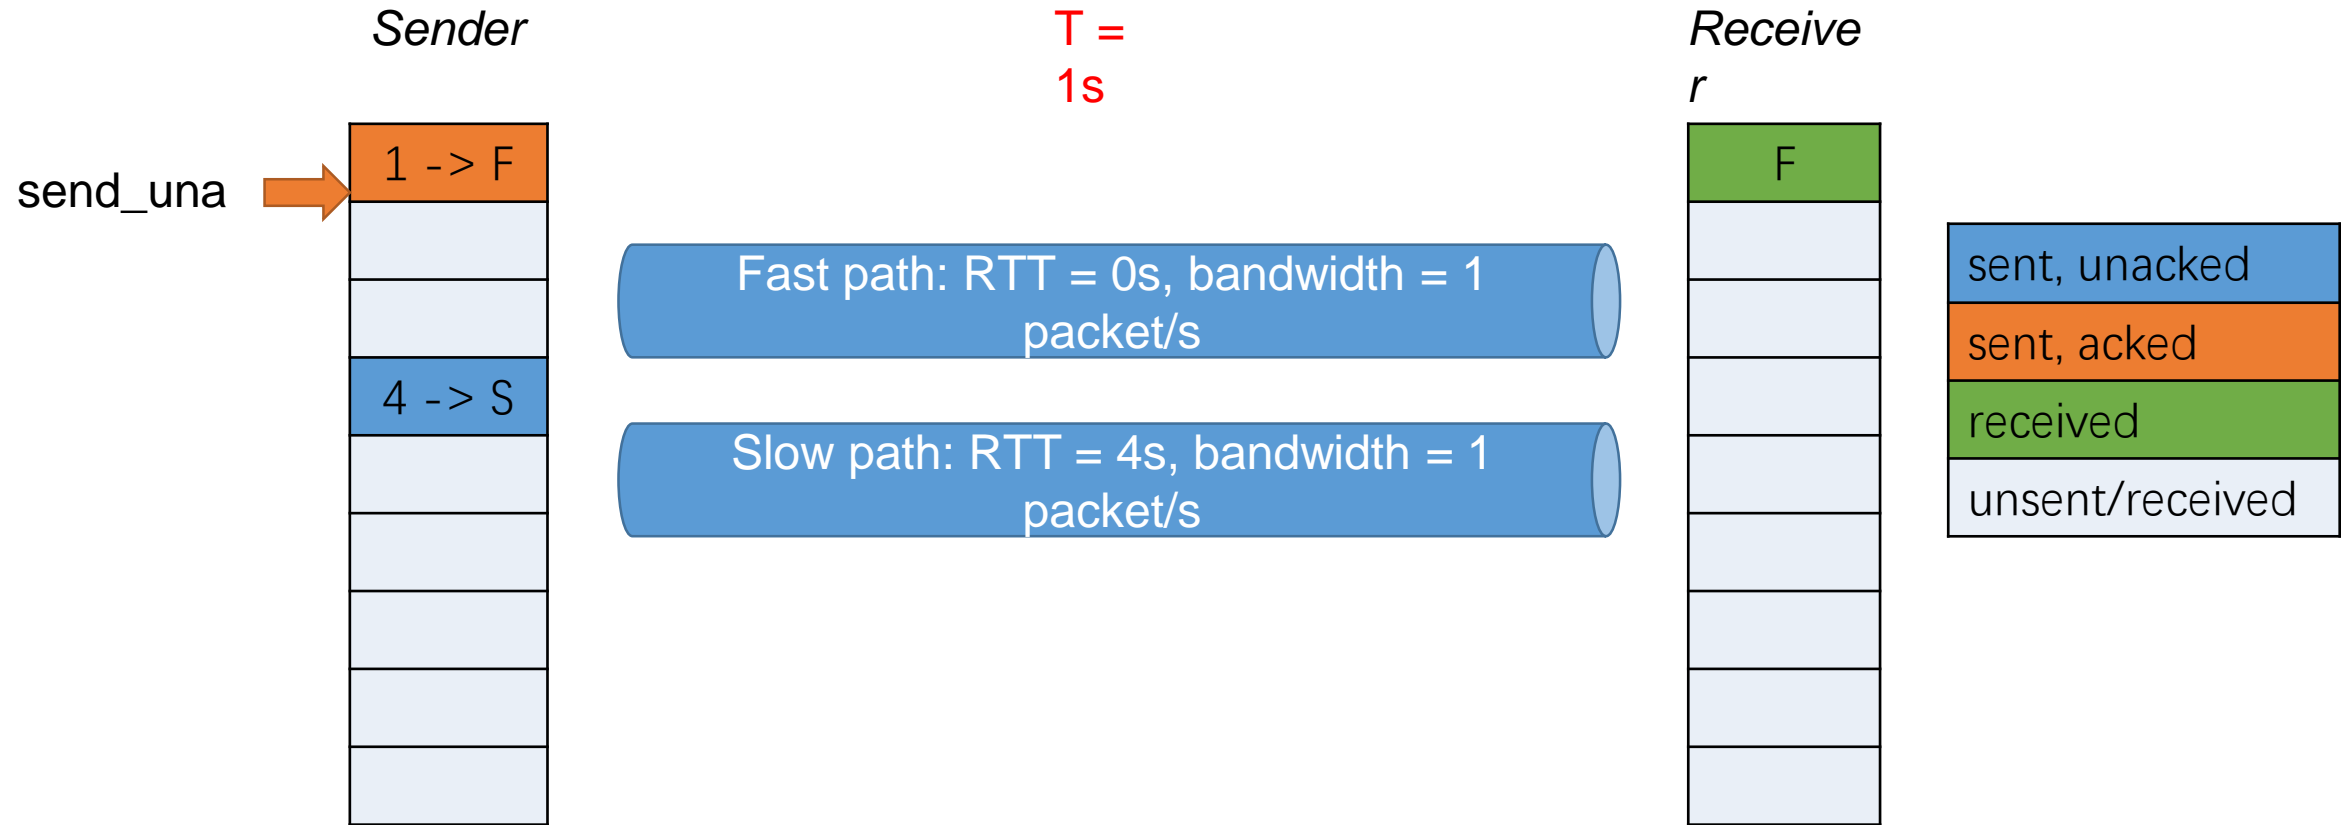 Sender
T =
1s
Receive
r
send_una
1 -> F
4 -> S
Fast path: RTT = 0s, bandwidth = 1
packet/s
Slow path: RTT = 4s, bandwidth = 1
packet/s
F
sent, unacked
sent, acked
received
unsent/received